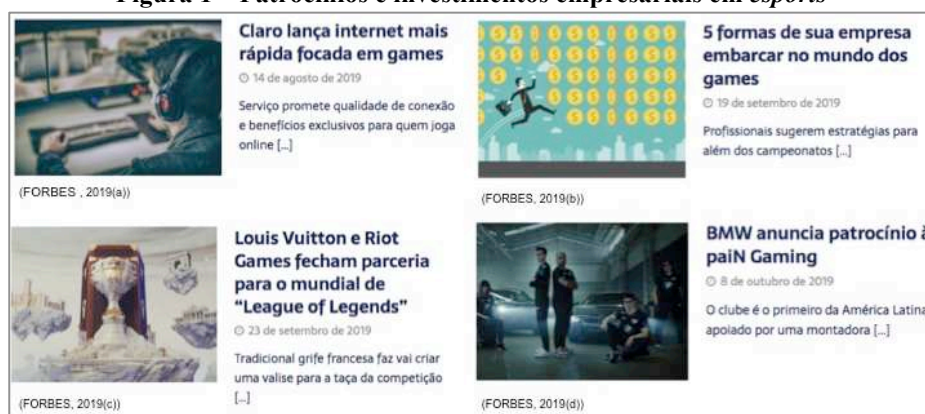 Figura 1 – Patrocínios e investimentos empresariais em esports
Claro lança internet mais
rápida focada em games
14 de agosto de 2019
Serviço promete qualidade de conexão
e benefícios exclusivos para quem joga
online [...]
(FORBES , 2019(a))
5 formas de sua empresa
embarcar no mundo dos
games
19 de setembro de 2019
Profissionais sugerem estratégias para
além dos campeonatos [...]
(FORBES, 2019(b))
Louis Vuitton e Riot
Games fecham parceria
para o mundial de
“League of Legends”
23 de setembro de 2019
Tradicional grife francesa faz vai criar
uma valise para a taça da competição
[...]
(FORBES, 2019(c))
BMW anuncia patrocínio à
paiN Gaming
8 de outubro de 2019
O clube é o primeiro da América Latina
apoiado por uma montadora [...]
(FORBES, 2019(d))